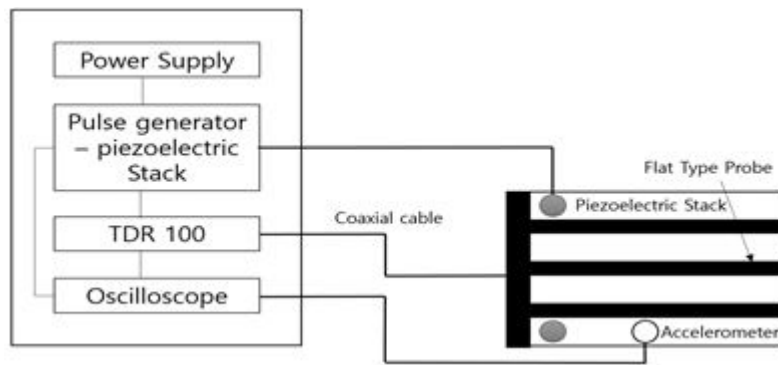 Power Supply
Pulse generator
– piezoelectric
Stack
TDR 100
Oscilloscope
Coaxial cable
Flat Type Probe
Piezoelectric Stack
Accelerometer